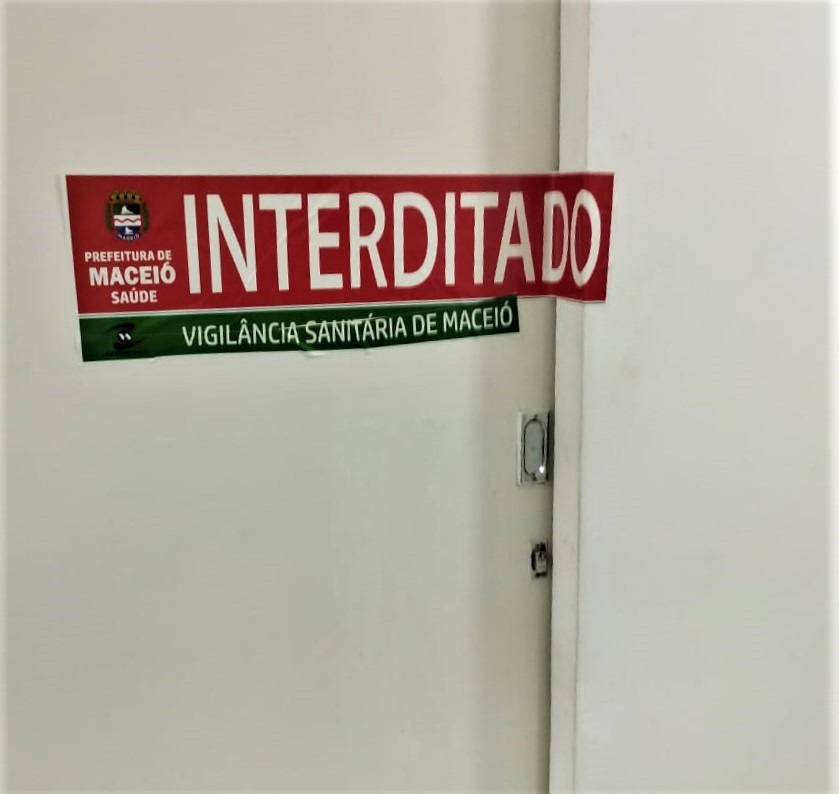 PREFEITURA DE
MACEIÓ
SAÚDE
INTERDITADO
VIGILÂNCIA SANITÁRIA DE MACEIÓ